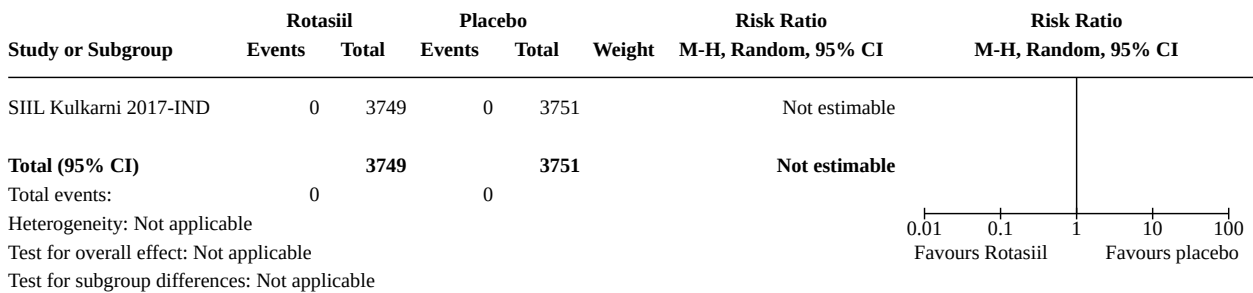 Rotasiil Placebo Risk Ratio Risk Ratio
Study or Subgroup Events Total Events Total Weight M-H, Random, 95% CI M-H, Random, 95% CI
SIIL Kulkarni 2017-IND 0 3749 0 3751 Not estimable
Total (95% CI) 3749 3751 Not estimable
Total events: 0 0
Heterogeneity: Not applicable
Test for overall effect: Not applicable
Test for subgroup differences: Not applicable
0.01 0.1 1 10 100
Favours Rotasiil Favours placebo